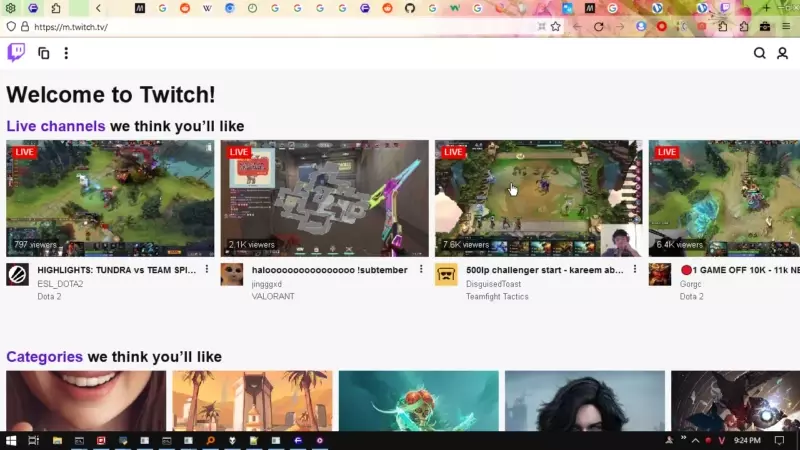 https://m.twitch.tv/
Welcome to Twitch!
Live channels we think you'll like
LIVE
797 viewers
LIVE
2.1K viewers
LIVE
7.6K viewers
LIVE
6.4K viewers
HIGHLIGHTS: TUNDRA vs TEAM SPI...
ESL_DOTA2
Dota 2
haloooooooooooooooo !subtember
jingggxd
VALORANT
500lp challenger start - kareem ab...
DisguisedToast
Teamfight Tactics
1 GAME OFF 10K - 11k NE
Gorgc
Dota 2
Categories we think you'll like
9:24 PM